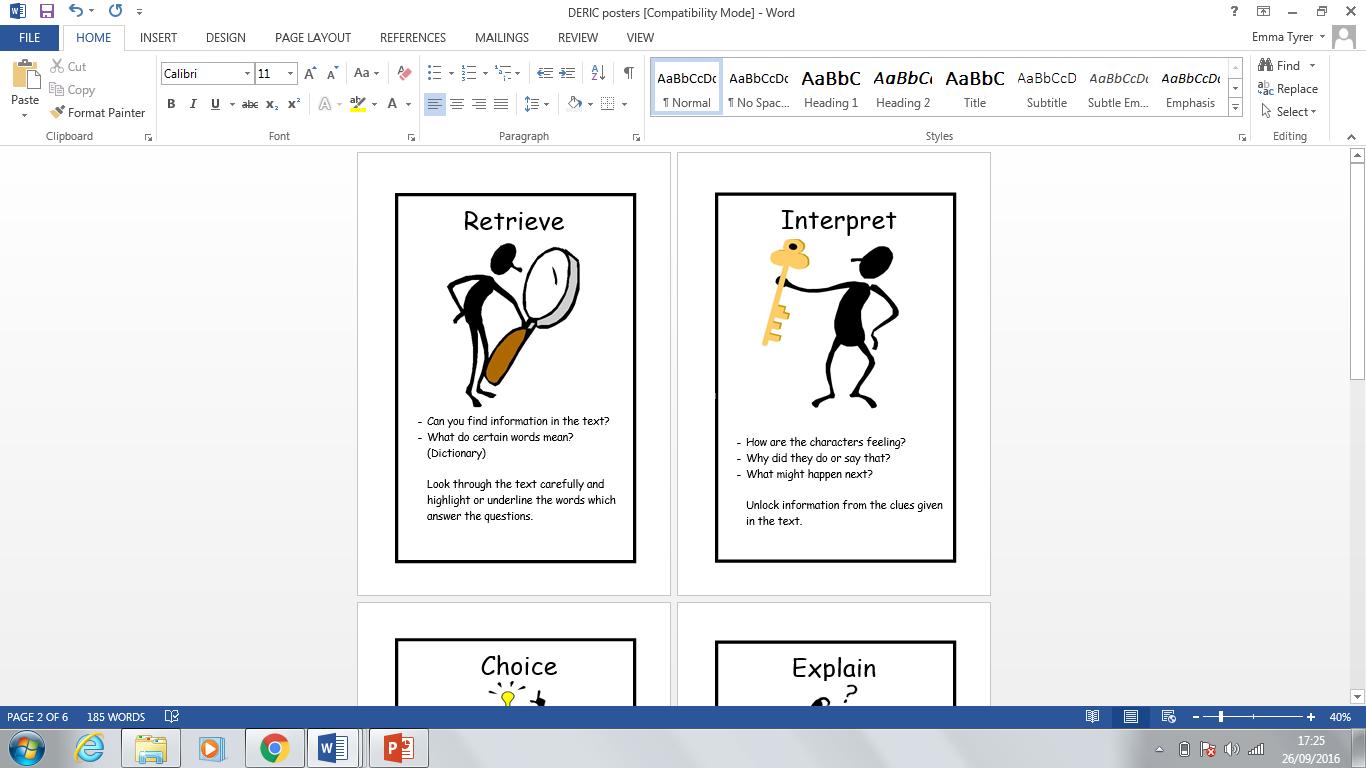 DERIC posters [Compatibility Mode] - Word
FILE HOME INSERT DESIGN PAGE LAYOUT REFERENCES MAILINGS REVIEW VIEW
Emma Tyrer
Paste
Cut
Copy
Format Painter
Clipboard
Calibri 11
Font
Paragraph
AaBbCcDc AaBbCcDc AaBbC AaBbCc AaBbC AaBbCcD AaBbCcDc AaBbCcDc
¶ Normal ¶ No Spac... Heading 1 Heading 2 Title Subtitle Subtle Em... Emphasis
Styles
Find
Replace
Select
Editing
Retrieve
- Can you find information in the text?
- What do certain words mean?
(Dictionary)
Look through the text carefully and
highlight or underline the words which
answer the questions.
Interpret
- How are the characters feeling?
- Why did they do or say that?
- What might happen next?
Unlock information from the clues given
in the text.
Choice
Explain
?
PAGE 2 OF 6 185 WORDS
40%
17:25
26/09/2016